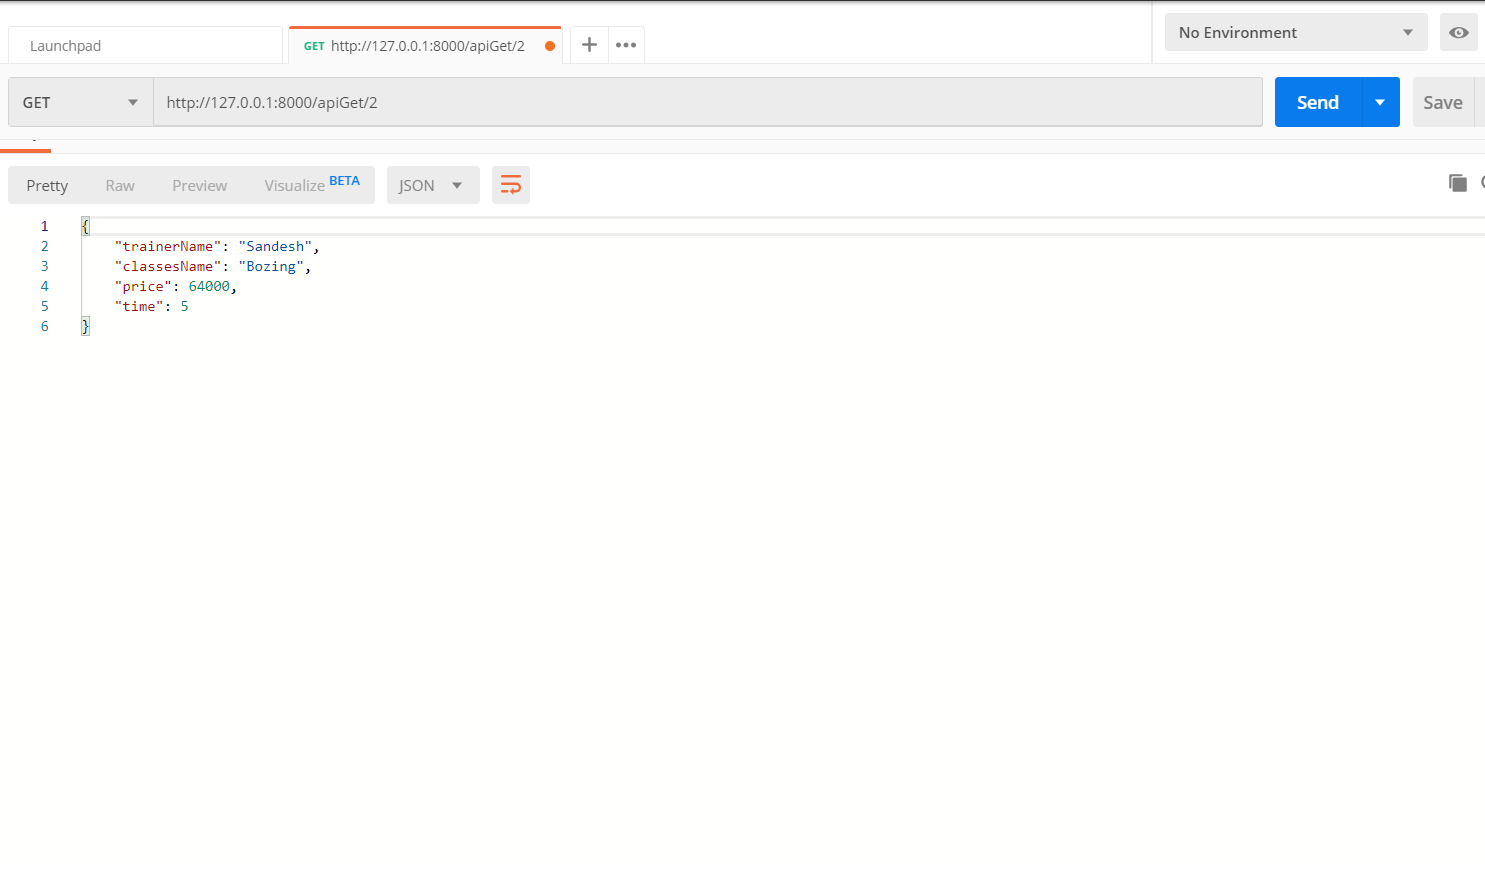 Launchpad
GET http://127.0.0.1:8000/apiGet/2
No Environment
GET
http://127.0.0.1:8000/apiGet/2
Send
Save
Pretty Raw Preview Visualize BETA JSON
1 {
2 "trainerName": "Sandesh",
3 "classesName": "Bozing",
4 "price": 64000,
5 "time": 5
6 }